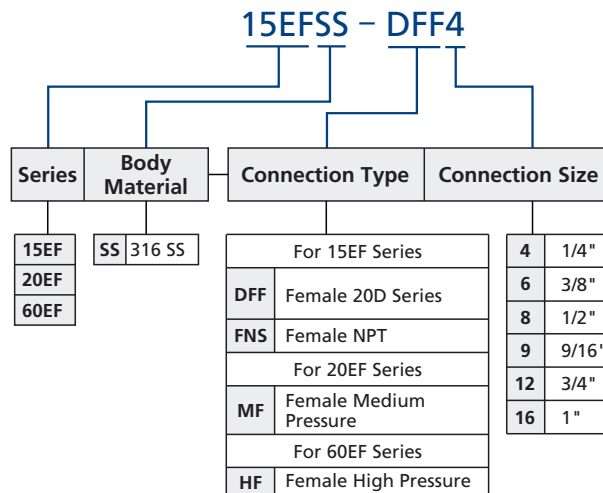 15EFSS – DFF4
Series
Body
Material
Connection Type
Connection Size
15EF
20EF
60EF
SS 316 SS
For 15EF Series
DFF Female 20D Series
FNS Female NPT
For 20EF Series
MF Female Medium
Pressure
For 60EF Series
HF Female High Pressure
4 1/4"
6 3/8"
8 1/2"
9 9/16"
12 3/4"
16 1"